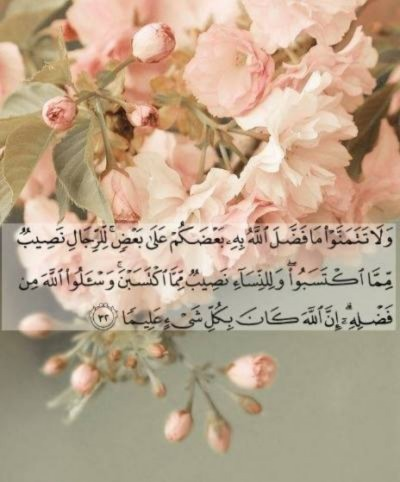 وَلَا تَتَمَنَّوْا۟ مَا فَضَّلَ ٱللَّهُ بِهِۦ بَعْضَكُمْ عَلَىٰ بَعْضٍ ۚ لِّلرِّجَالِ نَصِيبٌ
مِّمَّا ٱكْتَسَبُوا۟ ۖ وَلِلنِّسَآءِ نَصِيبٌ مِّمَّا ٱكْتَسَبْنَ ۚ وَسْـَٔلُوا۟ ٱللَّهَ مِن
فَضْلِهِۦٓ ۗ إِنَّ ٱللَّهَ كَانَ بِكُلِّ شَىْءٍ عَلِيمًا ٣٢